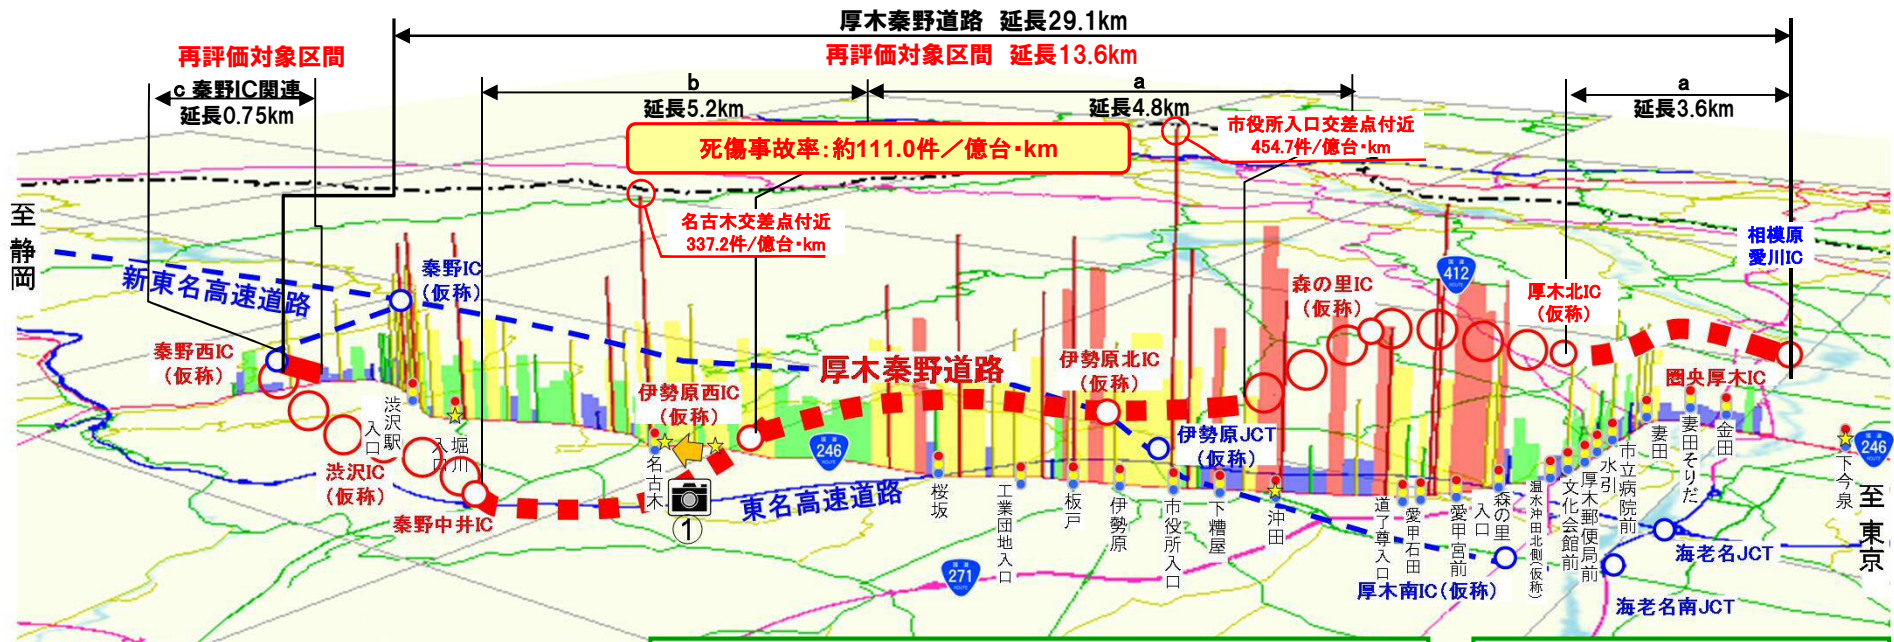 厚木秦野道路 延長29.1km
再評価対象区間
再評価対象区間 延長13.6km
c 秦野IC関連
延長0.75km
b
延長5.2km
a
延長4.8km
a
延長3.6km
死傷事故率:約111.0件/億台・km
市役所入口交差点付近
454.7件/億台・km
名古木交差点付近
337.2件/億台・km
至静岡
新東名高速道路
秦野IC
(仮称)
秦野西IC
(仮称)
渋沢駅入口
堀川入口
渋沢IC
(仮称)
秦野中井IC
名古木
①
伊勢原西IC
(仮称)
厚木秦野道路
国道
246
ROUTE
東名高速道路
伊勢原北IC
(仮称)
伊勢原JCT
(仮称)
国道
271
ROUTE
桜坂
工業団地入口
板戸
伊勢原
市役所入口
下糟屋
沖田
道了尊入口
愛甲石田
愛甲宮前
森の里入口
温水沖田北側(仮称)
文化会館前
厚木郵便局前
水引
市立病院前
妻田
妻田そりだ
金田
下今泉
森の里IC
(仮称)
国道
412
ROUTE
厚木北IC
(仮称)
相模原
愛川IC
圏央厚木IC
国道
246
ROUTE
至東京
厚木南IC(仮称)
海老名JCT
海老名南JCT